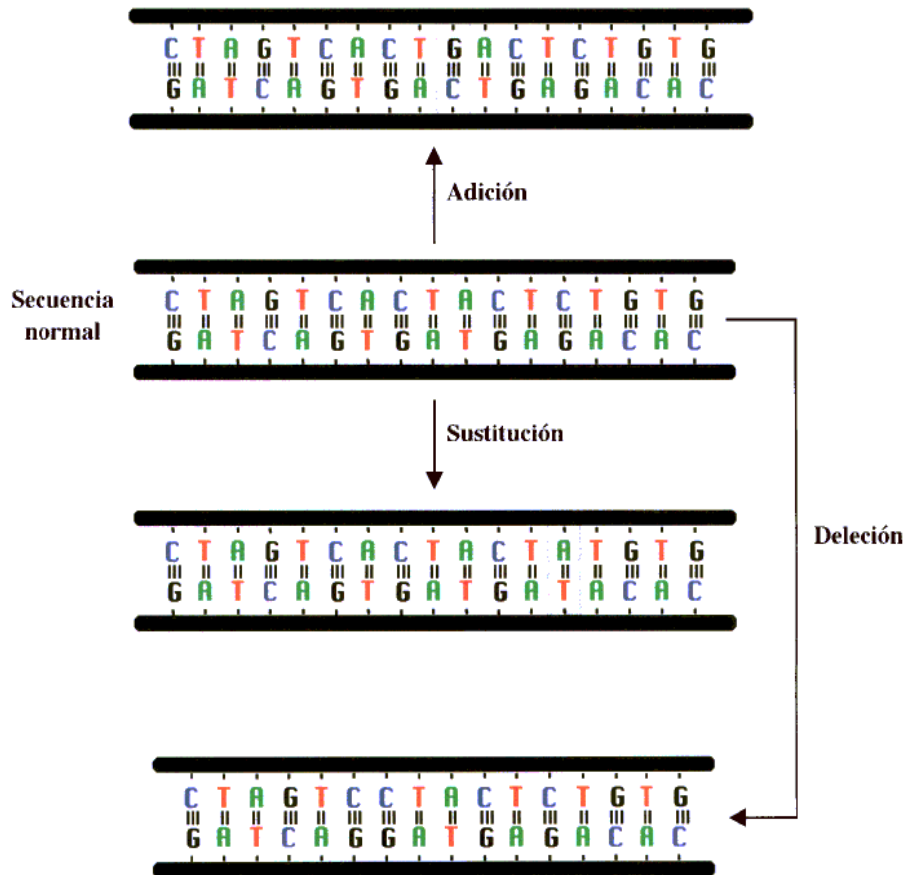 C T A G T C A C T G A C T C T G T G
G A T C A G T G A C T G A G A C A C
Adición
Secuencia
normal
C T A G T C A C T A C T C T G T G
G A T C A G T G A T G A G A C A C
Sustitución
C T A G T C A C T A C T A T G T G
G A T C A G T G A T G A T A C A C
Deleción
C T A G T C C T A C T C T G T G
G A T C A G G A T G A G A C A C